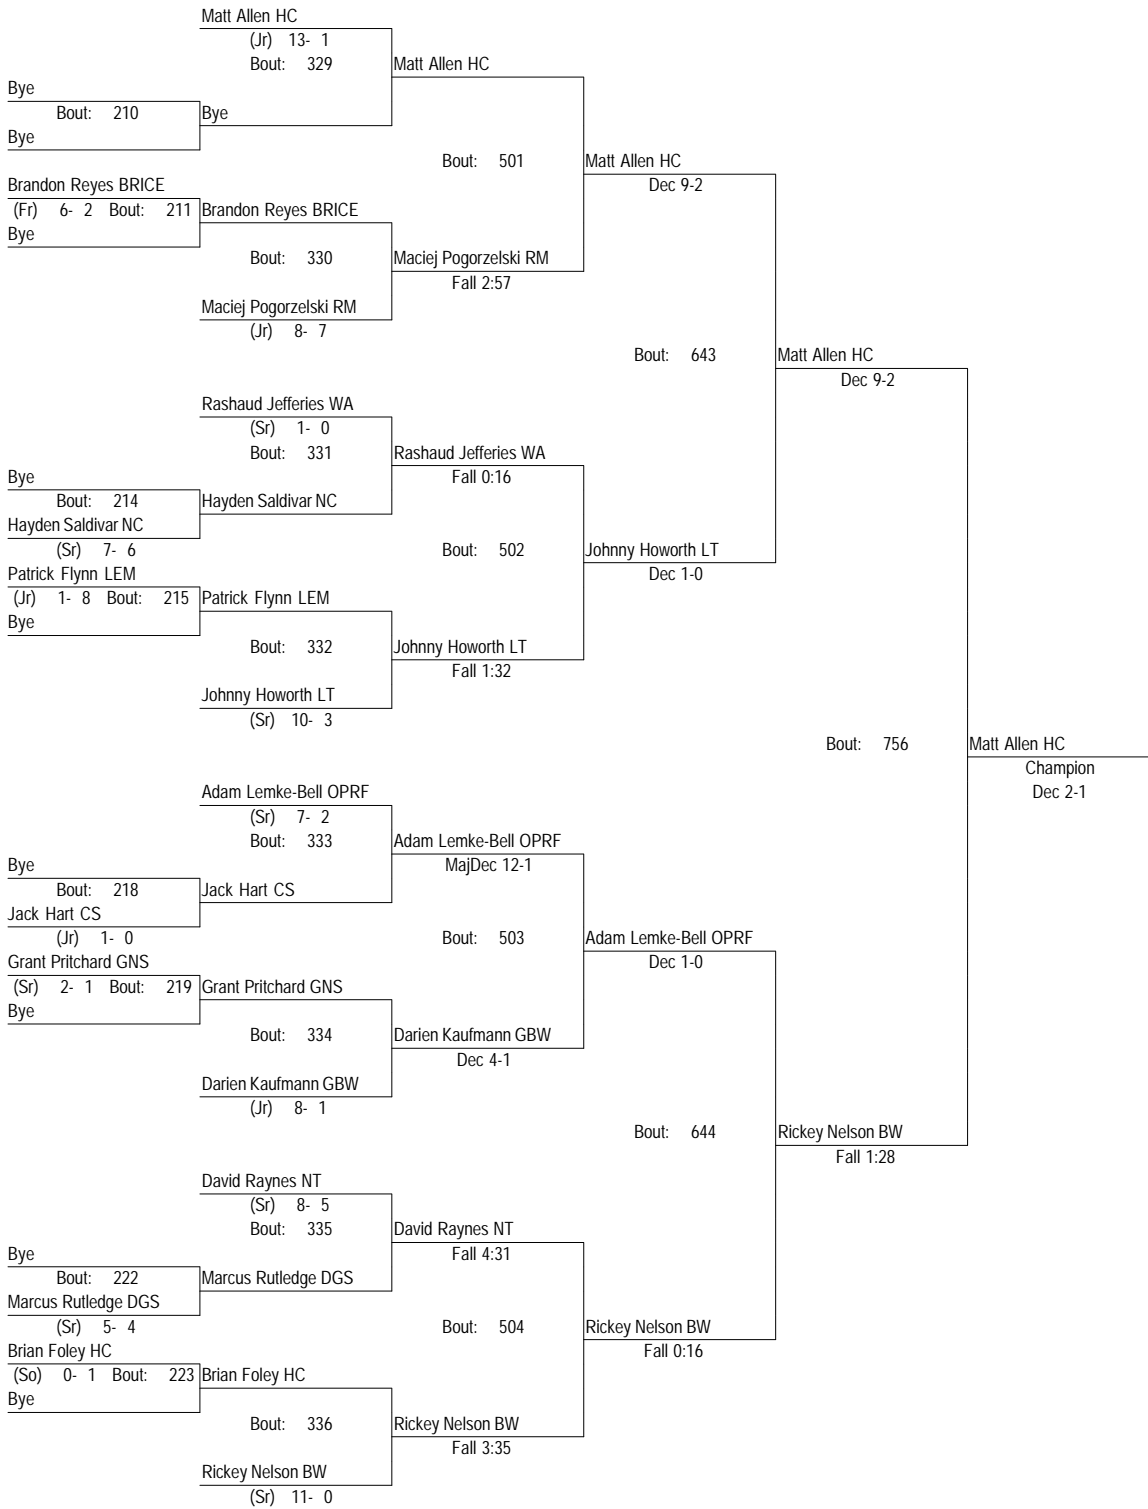 Matt Allen HC
(Jr) 13- 1
Bout: 329
Matt Allen HC
Bye
Bout: 210
Bye
Bye
Bout: 501
Matt Allen HC
Dec 9-2
Brandon Reyes BRICE
(Fr) 6- 2 Bout: 211
Brandon Reyes BRICE
Bye
Bout: 330
Maciej Pogorzelski RM
Fall 2:57
Maciej Pogorzelski RM
(Jr) 8- 7
Bout: 643
Matt Allen HC
Dec 9-2
Rashaud Jefferies WA
(Sr) 1- 0
Bout: 331
Rashaud Jefferies WA
Fall 0:16
Bye
Bout: 214
Hayden Saldivar NC
Hayden Saldivar NC
(Sr) 7- 6
Bout: 502
Johnny Howorth LT
Dec 1-0
Patrick Flynn LEM
(Jr) 1- 8 Bout: 215
Patrick Flynn LEM
Bye
Bout: 332
Johnny Howorth LT
Fall 1:32
Johnny Howorth LT
(Sr) 10- 3
Bout: 756
Matt Allen HC
Champion
Dec 2-1
Adam Lemke-Bell OPRF
(Sr) 7- 2
Bout: 333
Adam Lemke-Bell OPRF
MajDec 12-1
Bye
Bout: 218
Jack Hart CS
Jack Hart CS
(Jr) 1- 0
Bout: 503
Adam Lemke-Bell OPRF
Dec 1-0
Grant Pritchard GNS
(Sr) 2- 1 Bout: 219
Grant Pritchard GNS
Bye
Bout: 334
Darien Kaufmann GBW
Dec 4-1
Darien Kaufmann GBW
(Jr) 8- 1
Bout: 644
Rickey Nelson BW
Fall 1:28
David Raynes NT
(Sr) 8- 5
Bout: 335
David Raynes NT
Fall 4:31
Bye
Bout: 222
Marcus Rutledge DGS
Marcus Rutledge DGS
(Sr) 5- 4
Bout: 504
Rickey Nelson BW
Fall 0:16
Brian Foley HC
(So) 0- 1 Bout: 223
Brian Foley HC
Bye
Bout: 336
Rickey Nelson BW
Fall 3:35
Rickey Nelson BW
(Sr) 11- 0